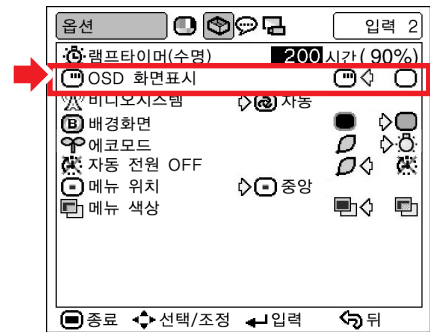 옵션 입력 2
램프타이머(수명) 200 시간 ( 90%)
OSD 화면표시
비디오시스템 자동
B 배경화면
에코모드
자동 전원 OFF
메뉴 위치 중앙
메뉴 색상
종료 선택/조정 입력 뒤